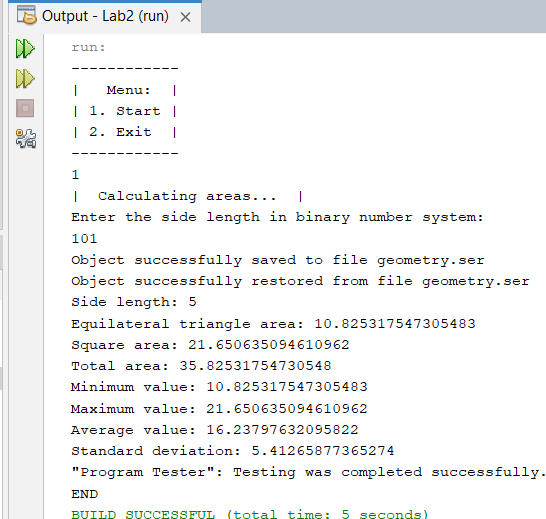 Output - Lab2 (run) ×
run:
------------
|   Menu:  |
| 1. Start |
| 2. Exit  |
------------
1
|  Calculating areas...  |
Enter the side length in binary number system:
101
Object successfully saved to file geometry.ser
Object successfully restored from file geometry.ser
Side length: 5
Equilateral triangle area: 10.825317547305483
Square area: 21.650635094610962
Total area: 35.82531754730548
Minimum value: 10.825317547305483
Maximum value: 21.650635094610962
Average value: 16.23797632095822
Standard deviation: 5.41265877365274
"Program Tester": Testing was completed successfully.
END
BUILD SUCCESSFUL (total time: 5 seconds)